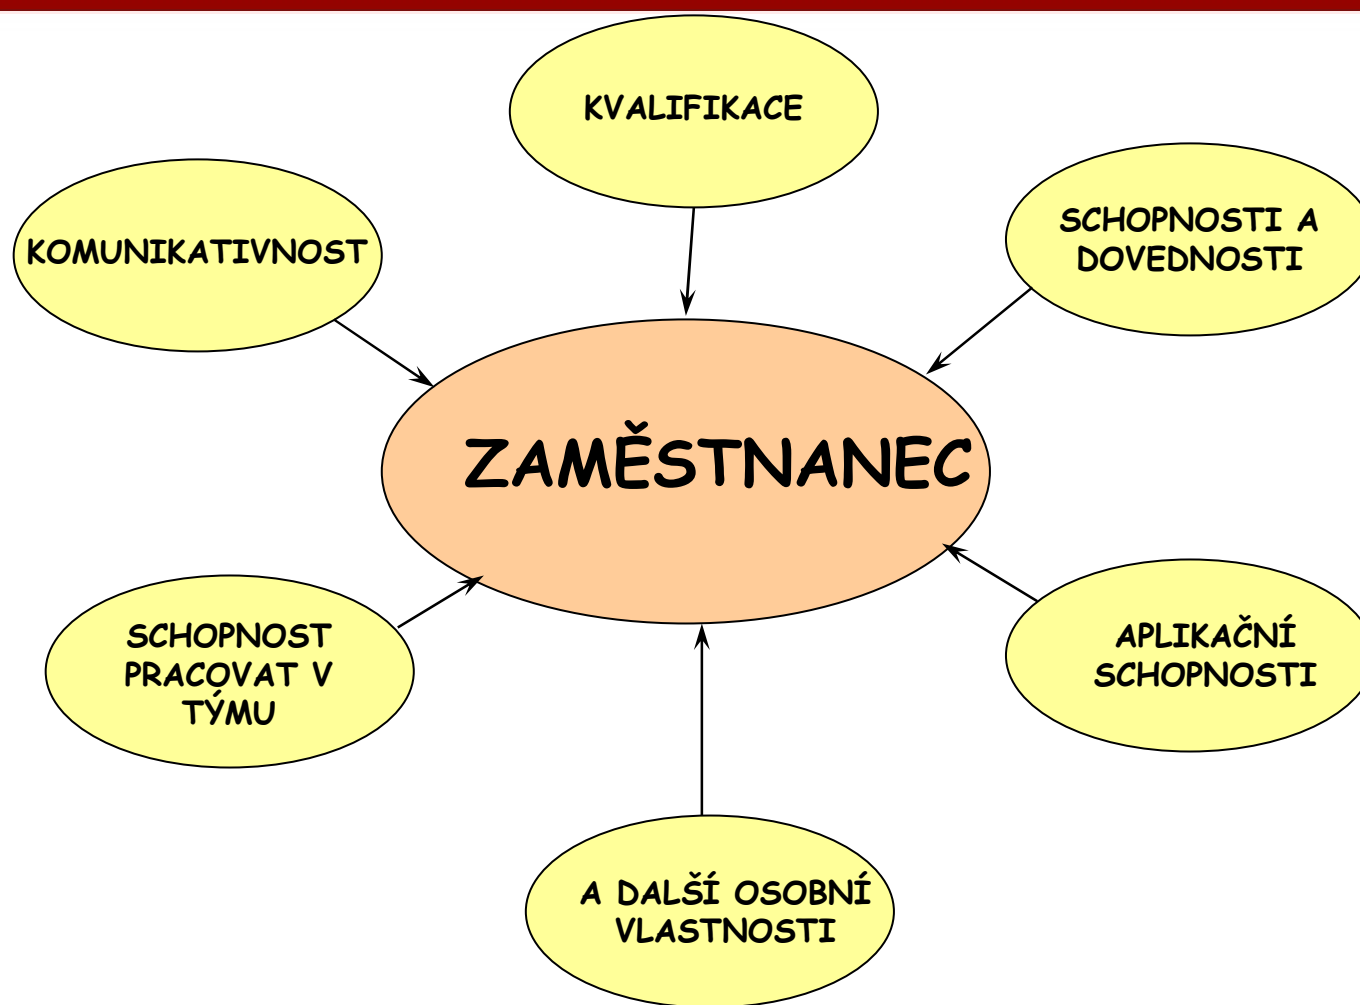 KVALIFIKACE
KOMUNIKATIVNOST
SCHOPNOSTI A
DOVEDNOSTI
ZAMĚSTNANEC
SCHOPNOST
PRACOVAT V
TÝMU
APLIKAČNÍ
SCHOPNOSTI
A DALŠÍ OSOBNÍ
VLASTNOSTI